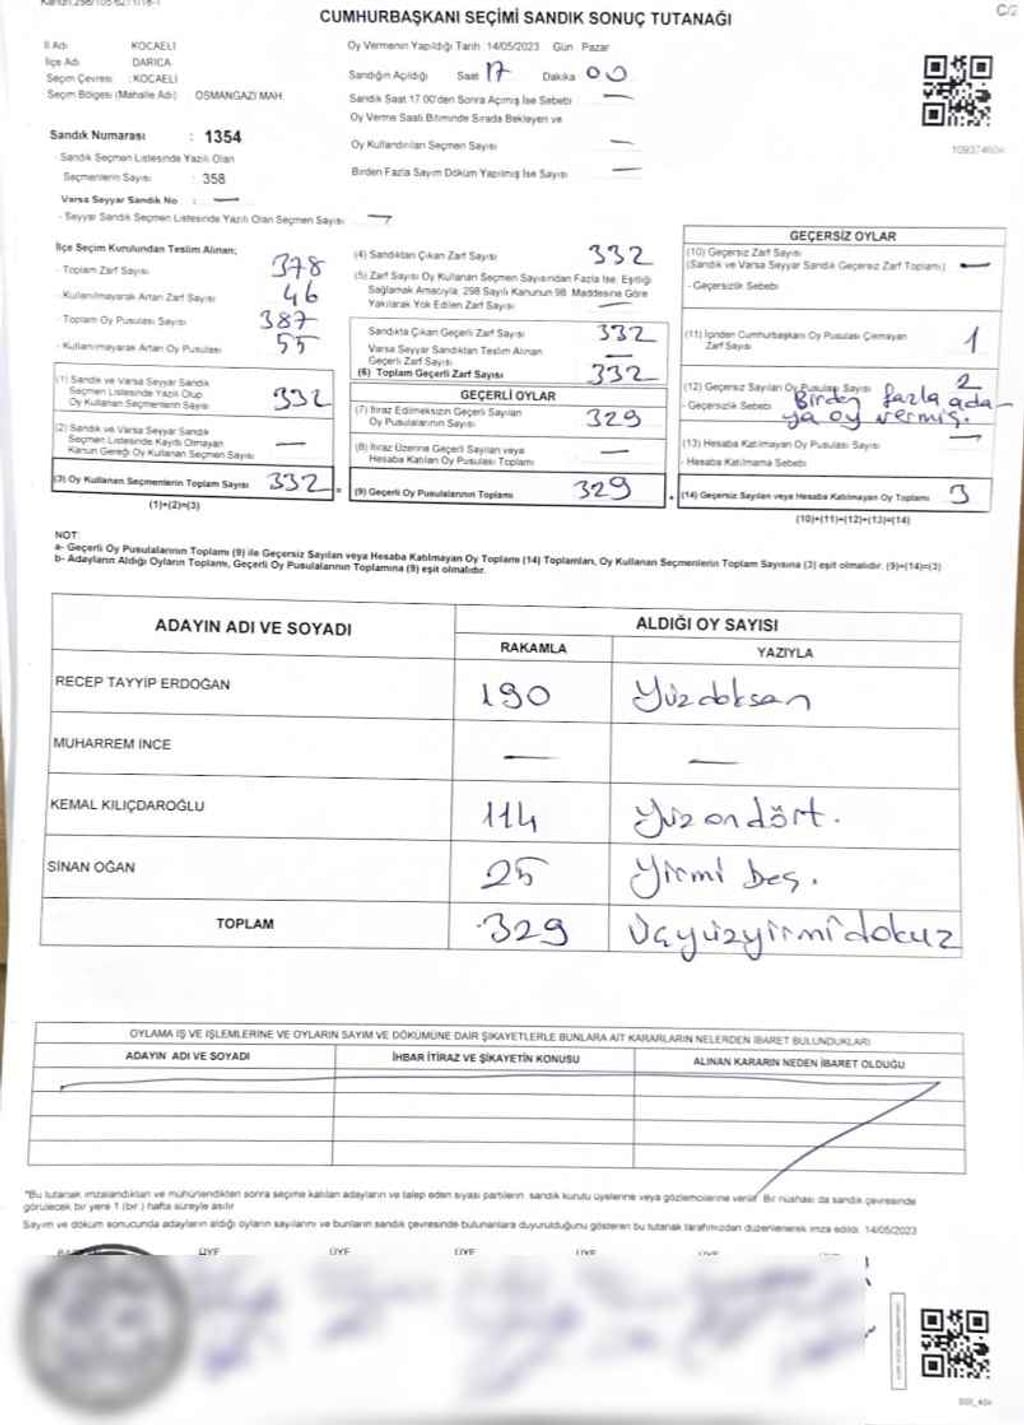 CUMHURBAŞKANI SEÇİMİ SANDIK SONUÇ TUTANAĞI
C/2
İl Adı KOCAELİ
İlçe Adı DARICA
Seçim Çevresi : KOCAELİ
Seçim Bölgesi (Mahalle Adı) OSMANGAZİ MAH.
Oy Vermenin Yapıldığı Tarih : 14/05/2023 Gün : Pazar
Sandığın Açıldığı Saat 17 Dakika 00
Sandık Saat 17.00'den Sonra Açımış İse Sebebi —
Oy Verme Saati Bitiminde Sırada Bekleyen ve
Oy Kullandırılan Seçmen Sayısı —
Birden Fazla Sayım Döküm Yapılmış İse Sayısı —
Sandık Numarası : 1354
- Sandık Seçmen Listesinde Yazılı Olan
Seçmenlerin Sayısı : 358
Varsa Seyyar Sandık No : —
- Seyyar Sandık Seçmen Listesinde Yazılı Olan Seçmen Sayısı —
İlçe Seçim Kurulundan Teslim Alınan;
- Toplam Zarf Sayısı 378
- Kullanılmayarak Artan Zarf Sayısı 46
- Toplam Oy Pusulası Sayısı 387
- Kullanılmayarak Artan Oy Pusulası 55
(1) Sandık ve Varsa Seyyar Sandık
Seçmen Listesinde Yazılı Olup
Oy Kullanan Seçmenlerin Sayısı 332
(2) Sandık ve Varsa Seyyar Sandık
Seçmen Listesinde Kaydı Olmayan
Kanun Gereği Oy Kullanan Seçmen Sayısı —
(3) Oy Kullanan Seçmenlerin Toplam Sayısı 332
(1)+(2)=(3)
(4) Sandıktan Çıkan Zarf Sayısı 332
(5) Zarf Sayısı Oy Kullanan Seçmen Sayısından Fazla İse, Eşitliği
Sağlamak Amacıyla; 298 Sayılı Kanunun 98. Maddesine Göre
Yakılarak Yok Edilen Zarf Sayısı —
Sandıkta Çıkan Geçerli Zarf Sayısı 332
Varsa Seyyar Sandıktan Teslim Alınan
Geçerli Zarf Sayısı —
(6) Toplam Geçerli Zarf Sayısı 332
GEÇERLİ OYLAR
(7) İtiraz Edilmeksizin Geçerli Sayılan
Oy Pusulalarının Sayısı 329
(8) İtiraz Üzerine Geçerli Sayılan veya
Hesaba Katılan Oy Pusulası Toplamı —
(9) Geçerli Oy Pusulalarının Toplamı 329
GEÇERSİZ OYLAR
(10) Geçersiz Zarf Sayısı
(Sandık ve Varsa Seyyar Sandık Geçersiz Zarf Toplamı) —
- Geçersizlik Sebebi
(11) İçinden Cumhurbaşkanı Oy Pusulası Çıkmayan
Zarf Sayısı 1
(12) Geçersiz Sayılan Oy Pusulası Sayısı 2
- Geçersizlik Sebebi Birden fazla ada-
ya oy vermiş.
(13) Hesaba Katılmayan Oy Pusulası Sayısı —
- Hesaba Katılmama Sebebi
(14) Geçersiz Sayılan veya Hesaba Katılmayan Oy Toplamı 3
(10)+(11)+(12)+(13)=(14)
NOT:
a- Geçerli Oy Pusulalarının Toplamı (9) ile Geçersiz Sayılan veya Hesaba Katılmayan Oy Toplamı (14) Toplamları, Oy Kullanan Seçmenlerin Toplam Sayısına (3) eşit olmalıdır. (9)+(14)=(3)
b- Adayların Aldığı Oyların Toplamı, Geçerli Oy Pusulalarının Toplamına (9) eşit olmalıdır.
ADAYIN ADI VE SOYADI ALDIĞI OY SAYISI
RAKAMLA YAZIYLA
RECEP TAYYİP ERDOĞAN 190 Yüzdoksan
MUHARREM İNCE — —
KEMAL KILIÇDAROĞLU 114 Yüz on dört.
SİNAN OĞAN 25 Yirmi beş.
TOPLAM 329 Üçyüzyirmidokuz
OYLAMA İŞ VE İŞLEMLERİNE VE OYLARIN SAYIM VE DÖKÜMÜNE DAİR ŞİKAYETLERLE BUNLARA AİT KARARLARIN NELERDEN İBARET BULUNDUKLARI
ADAYIN ADI VE SOYADI İHBAR İTİRAZ VE ŞİKAYETİN KONUSU ALINAN KARARIN NEDEN İBARET OLDUĞU
*Bu tutanak, imzalandıktan ve mühürlendikten sonra seçime katılan adayların ve talep eden siyasi partilerin sandık kurulu üyelerine veya gözlemcilerine verilir. Bir nüshası da sandık çevresinde
görülecek bir yere 1 (bir) hafta süreyle asılır
Sayım ve döküm sonucunda adayların aldığı oyların sayılarını ve bunların sandık çevresinde bulunanlara duyurulduğunu gösteren bu tutanak tarafımızdan düzenlenerek imza edildi. 14/05/2023
ÜYE ÜYE ÜYE ÜYE